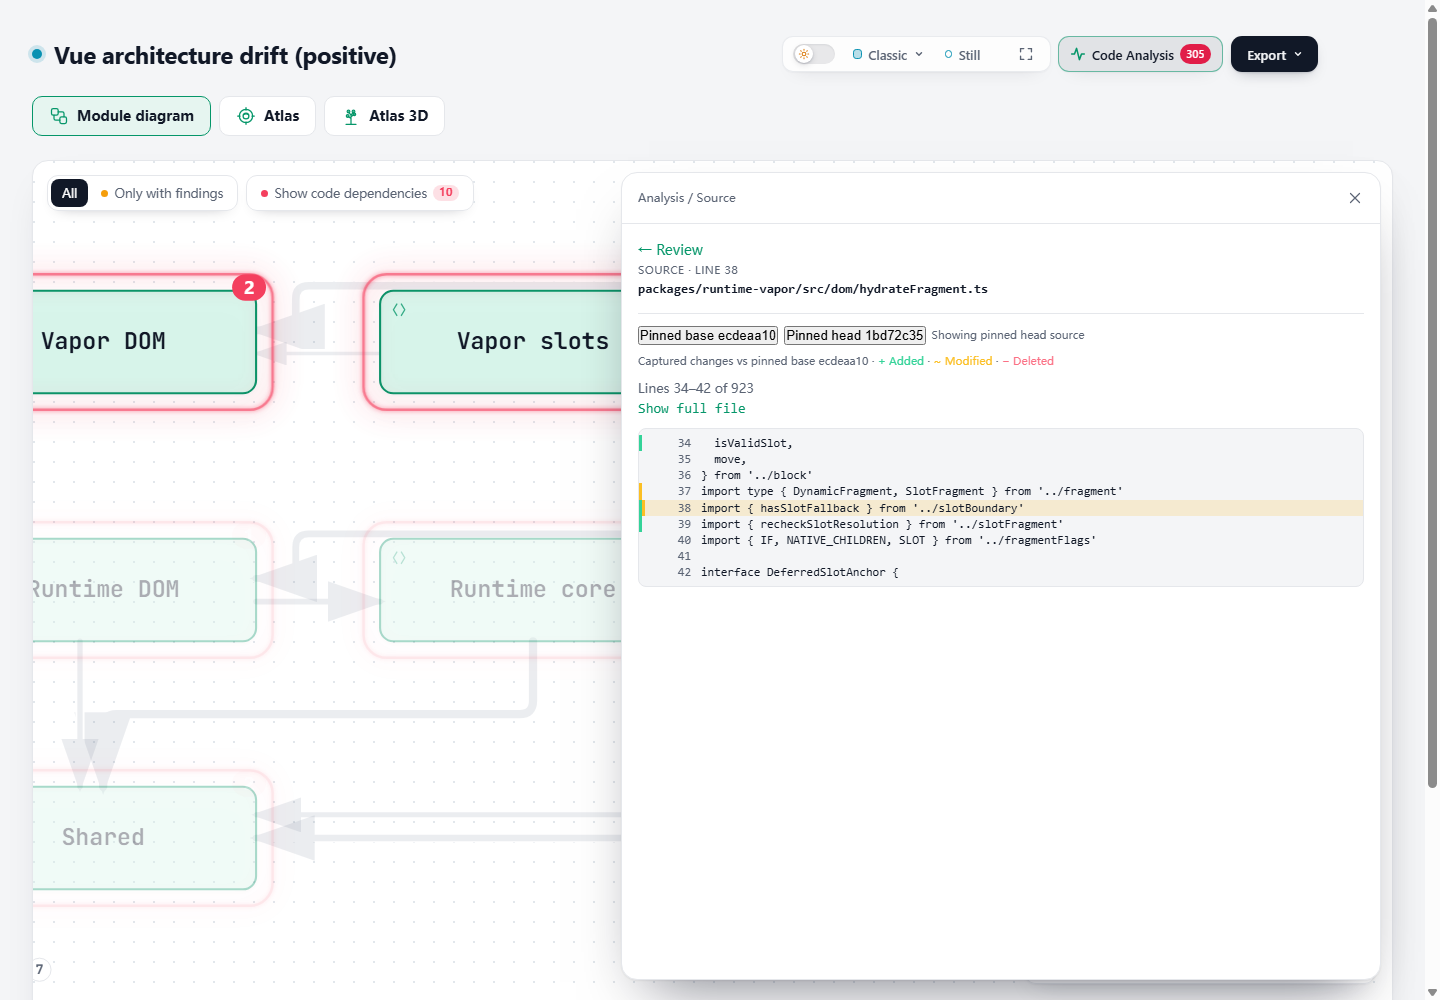 Vue architecture drift (positive)
Classic
Still
Code Analysis 305
Export
Module diagram
Atlas
Atlas 3D
All
Only with findings
Show code dependencies 10
Analysis / Source
← Review
SOURCE · LINE 38
packages/runtime-vapor/src/dom/hydrateFragment.ts
Pinned base ecdeaa10 Pinned head 1bd72c35 Showing pinned head source
Captured changes vs pinned base ecdeaa10 · + Added · ~ Modified · − Deleted
Lines 34–42 of 923
Show full file
34 isValidSlot,
35 move,
36 } from '../block'
37 import type { DynamicFragment, SlotFragment } from '../fragment'
38 import { hasSlotFallback } from '../slotBoundary'
39 import { recheckSlotResolution } from '../slotFragment'
40 import { IF, NATIVE_CHILDREN, SLOT } from '../fragmentFlags'
41
42 interface DeferredSlotAnchor {
2
Vapor DOM
Vapor slots
Runtime DOM
Runtime core
Shared
7